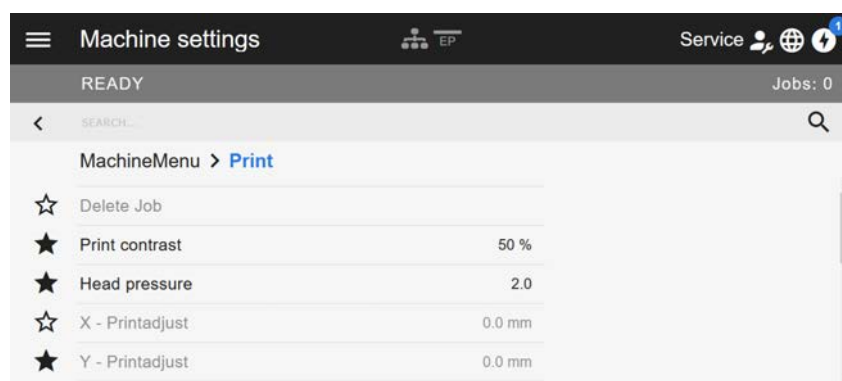 Machine settings EP Service 1
READY Jobs: 0
SEARCH...
MachineMenu > Print
Delete Job
Print contrast 50 %
Head pressure 2.0
X - Printadjust 0.0 mm
Y - Printadjust 0.0 mm